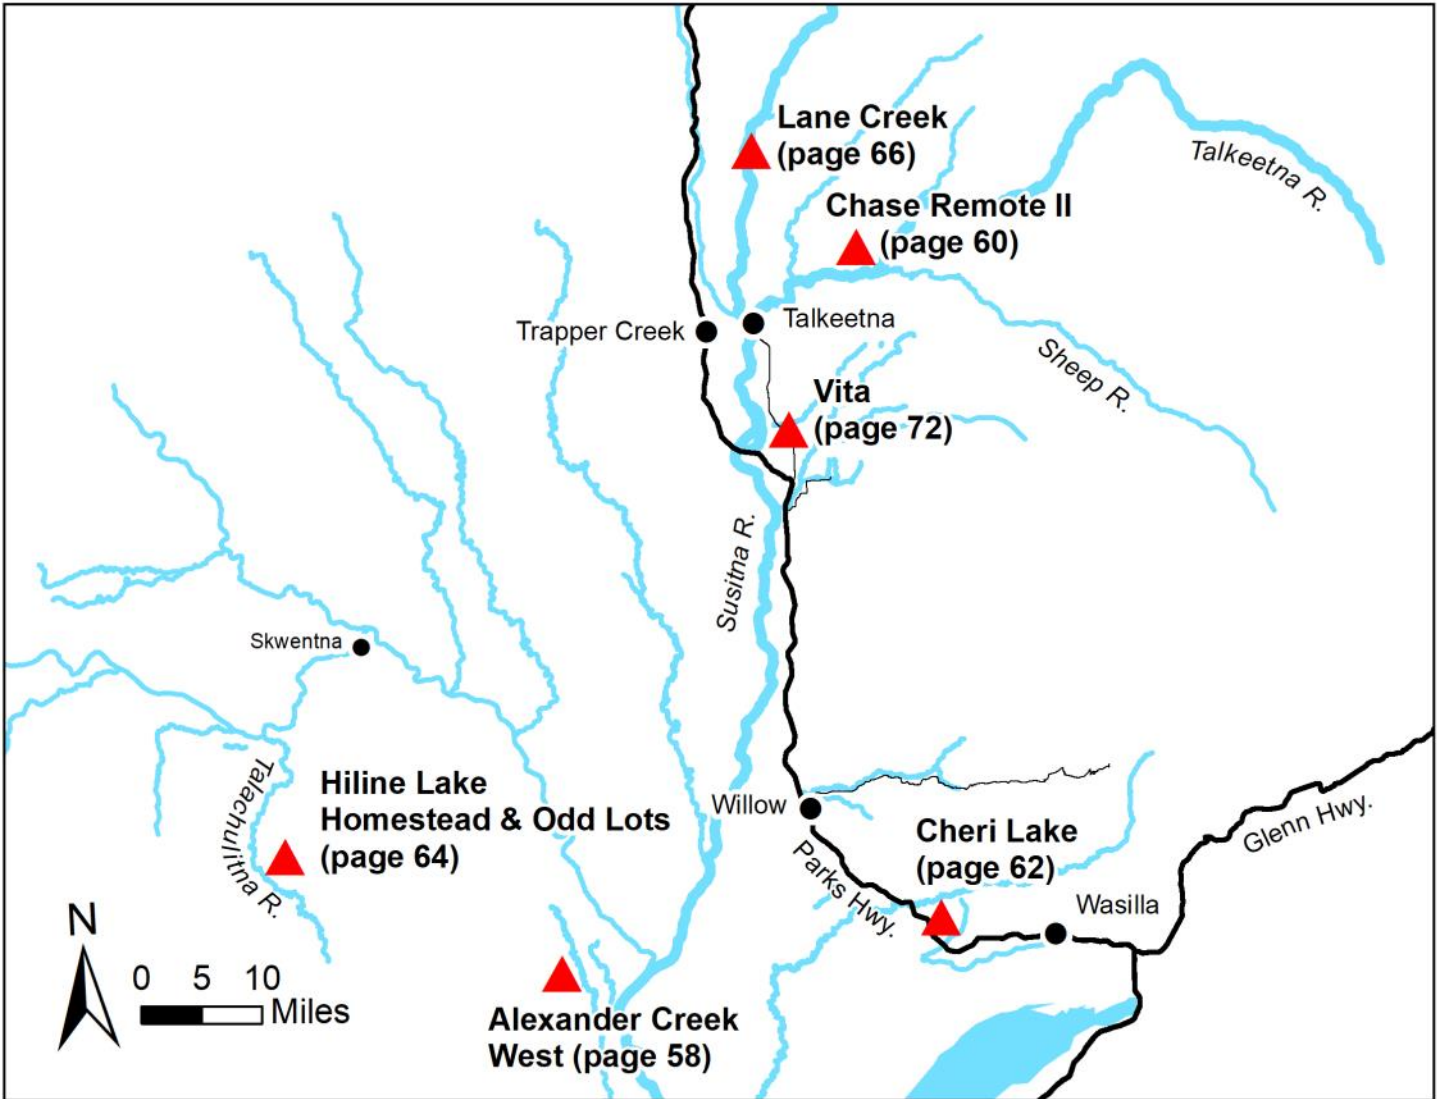 Lane Creek
(page 66)
Talkeetna R.
Chase Remote II
(page 60)
Trapper Creek
Talkeetna
Sheep R.
Vita
(page 72)
Susitna R.
Skwentna
Hiline Lake
Homestead & Odd Lots
(page 64)
Talachulitna R.
Willow
Parks Hwy.
Cheri Lake
(page 62)
Glenn Hwy.
Wasilla
N
0 5 10
Miles
Alexander Creek
West (page 58)